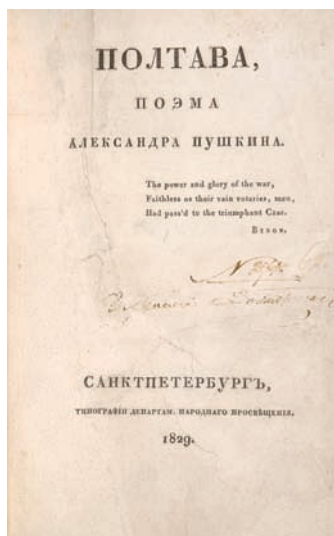 ПОЛТАВА,
ПОЭМА
АЛЕКСАНДРА ПУШКИНА.
The power and glory of the war,
Faithless as their vain votaries, men,
Had pass'd to the triumphant Czar.
BYRON.
САНКТПЕТЕРБУРГЪ,
ТИПОГРАФІИ ДЕПАРТАМ. НАРОДНАГО ПРОСВѢЩЕНІЯ.
1829.